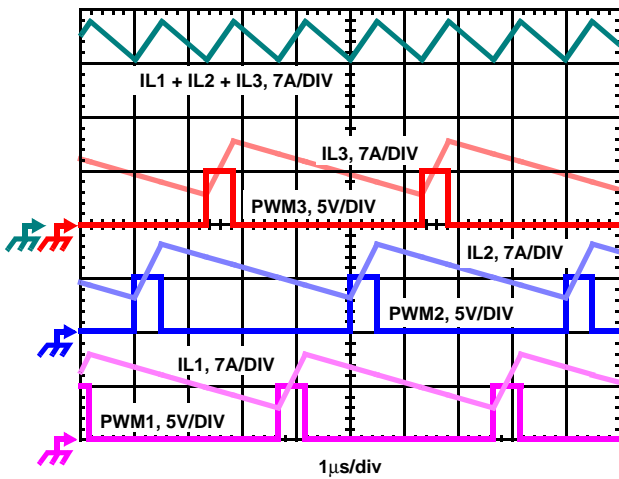 IL1 + IL2 + IL3, 7A/DIV
IL3, 7A/DIV
PWM3, 5V/DIV
IL2, 7A/DIV
PWM2, 5V/DIV
IL1, 7A/DIV
PWM1, 5V/DIV
1μs/div